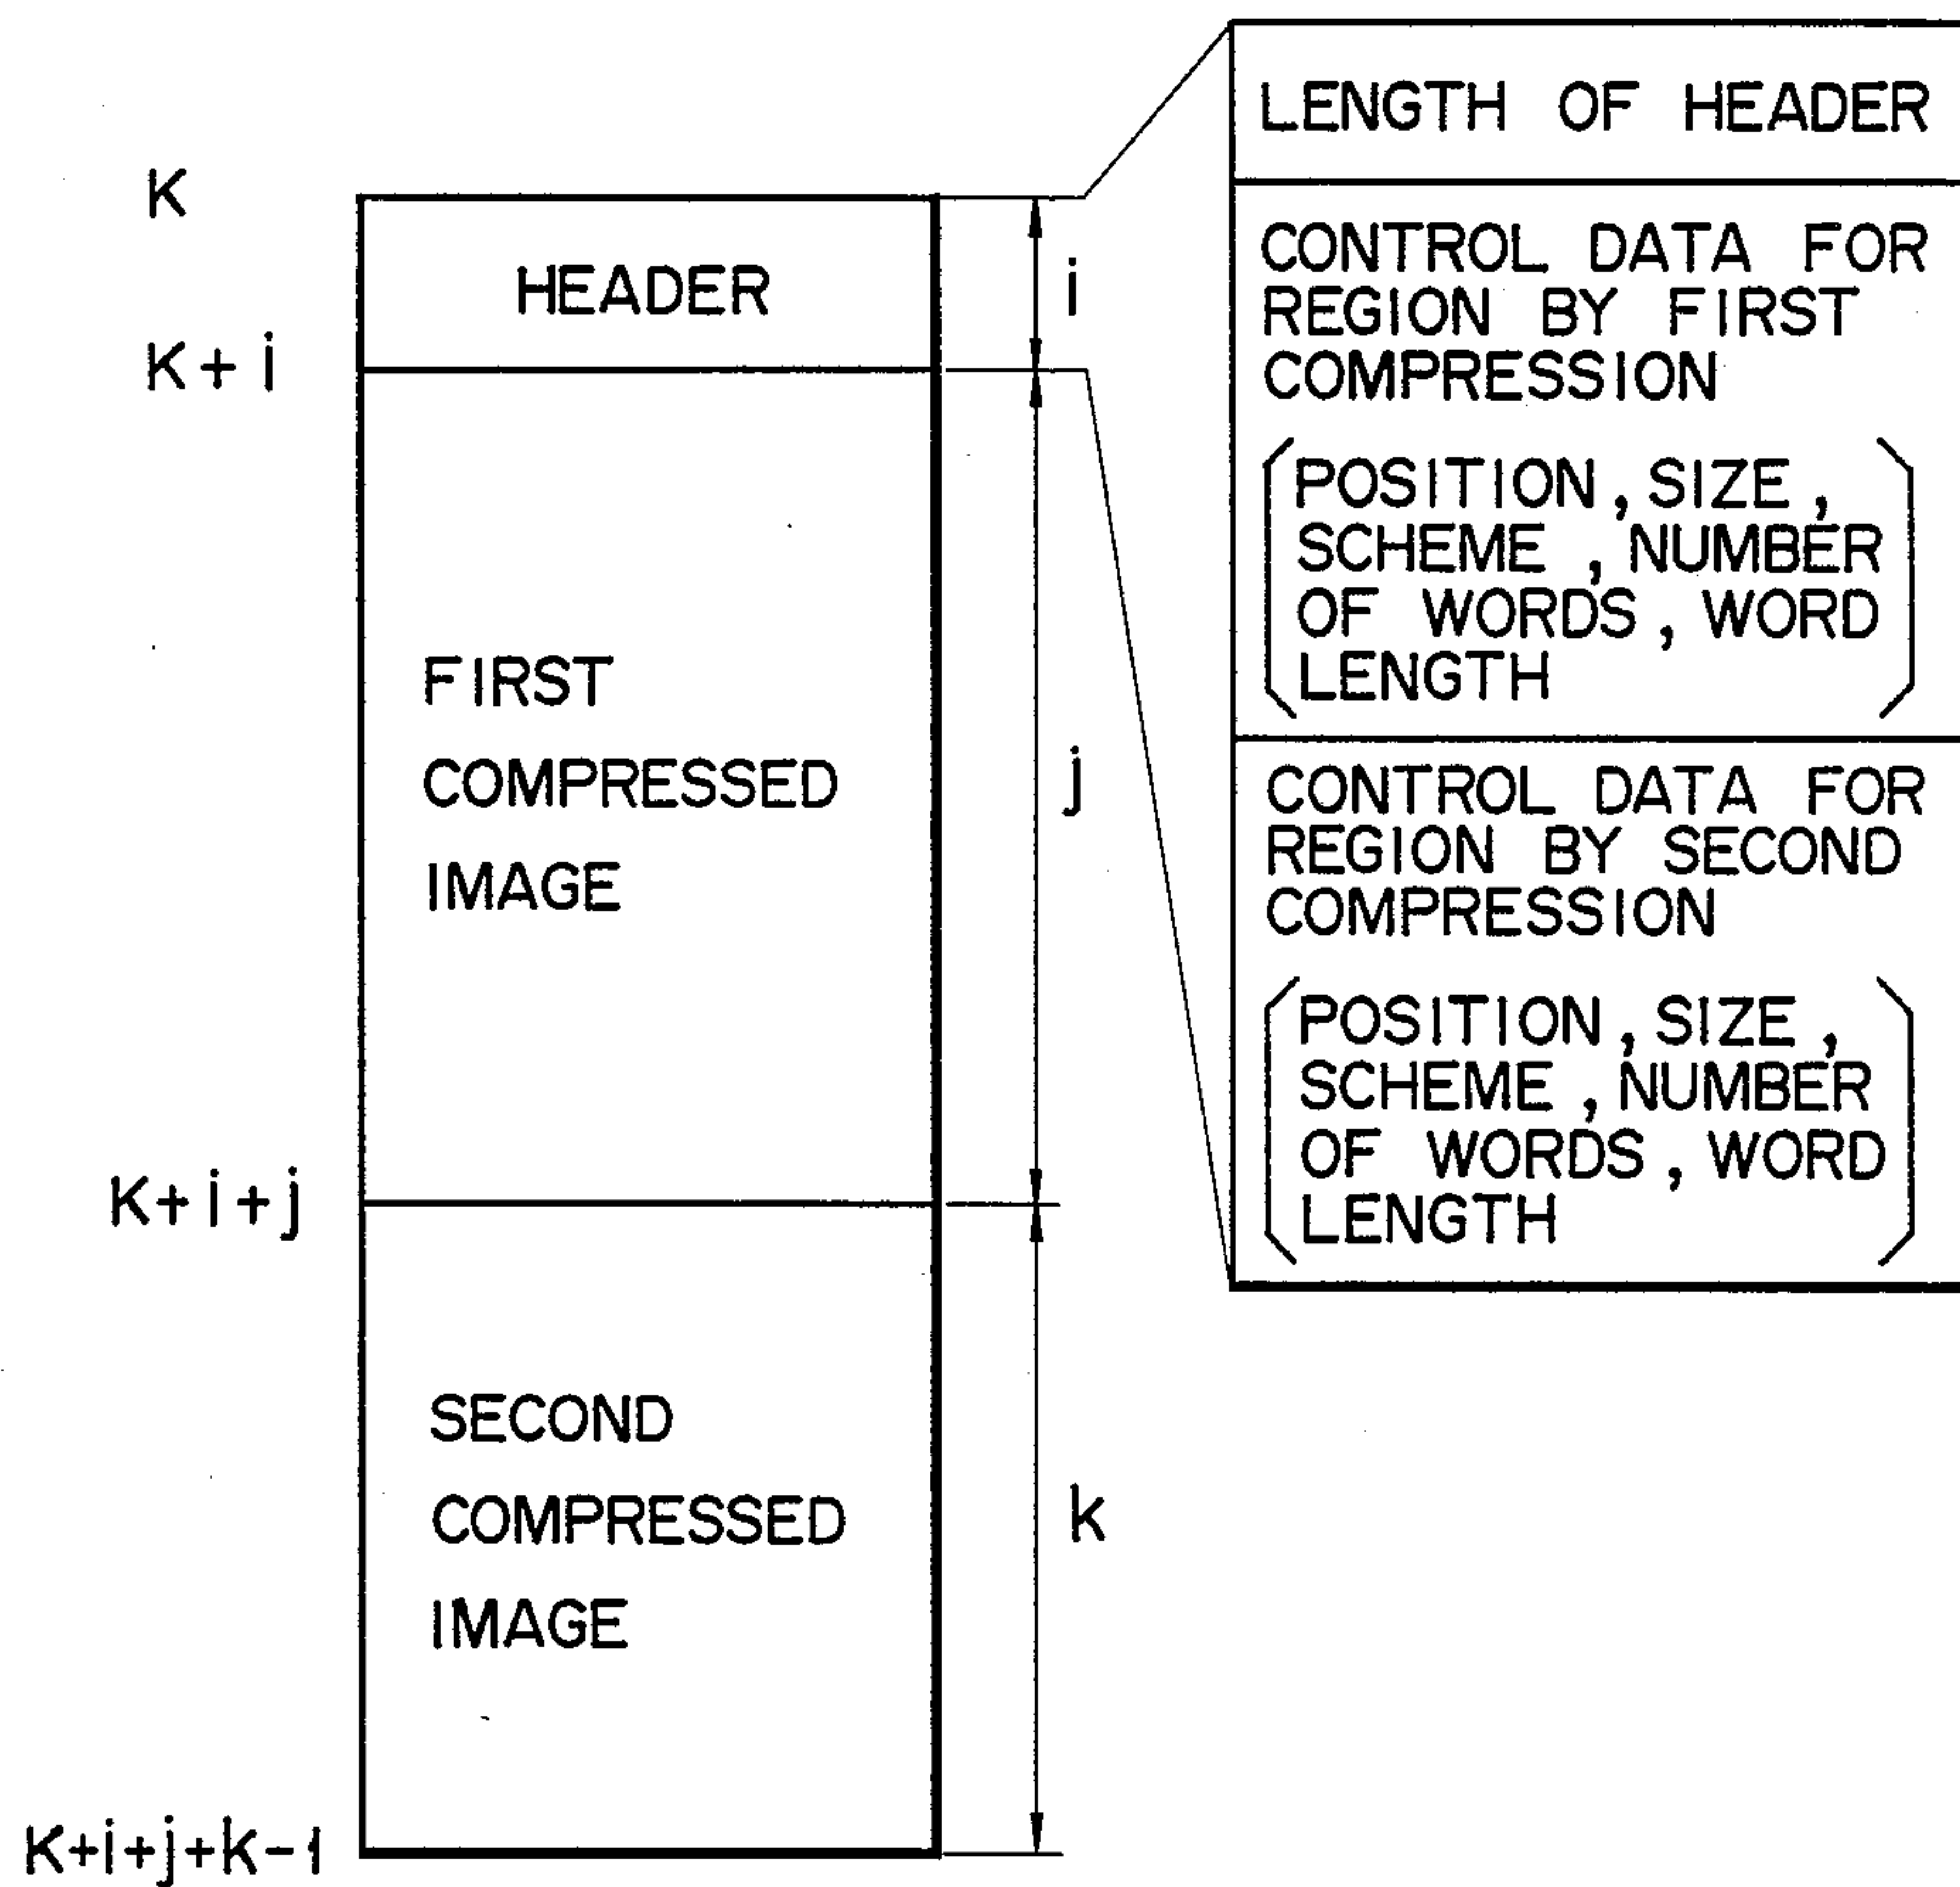 K
HEADER
i
K+i
FIRST
COMPRESSED
IMAGE
j
K+i+j
SECOND
COMPRESSED
IMAGE
k
K+i+j+k-1
LENGTH OF HEADER
CONTROL DATA FOR
REGION BY FIRST
COMPRESSION
(POSITION, SIZE,
SCHEME, NUMBER
OF WORDS, WORD
LENGTH)
CONTROL DATA FOR
REGION BY SECOND
COMPRESSION
(POSITION, SIZE,
SCHEME, NUMBER
OF WORDS, WORD
LENGTH)